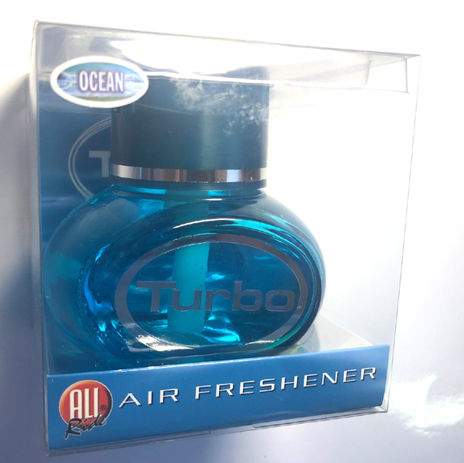 OCEAN
Turbo
ALL Ride
AIR FRESHENER